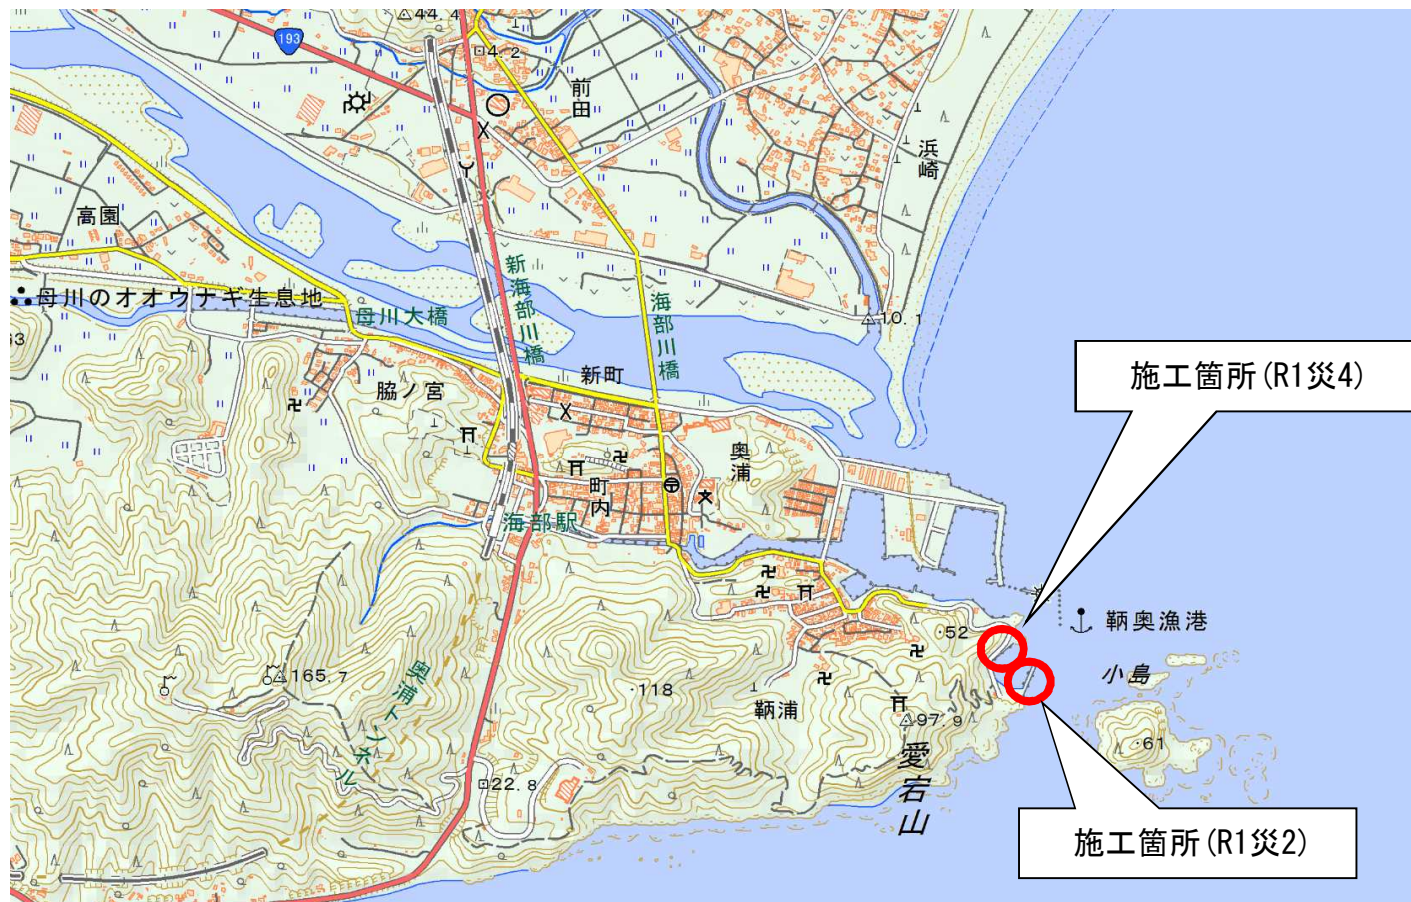 44.4
193
4.2
前田
浜崎
高園
母川のオオウナギ生息地
母川大橋
新海部川橋
海部川橋
10.1
63
施工箇所(R1災4)
脇ノ宮
新町
奥浦
町内
海部駅
鞆奥漁港
52
小島
奥浦トンネル
165.7
118
鞆浦
97.9
61
愛宕山
22.8
施工箇所(R1災2)